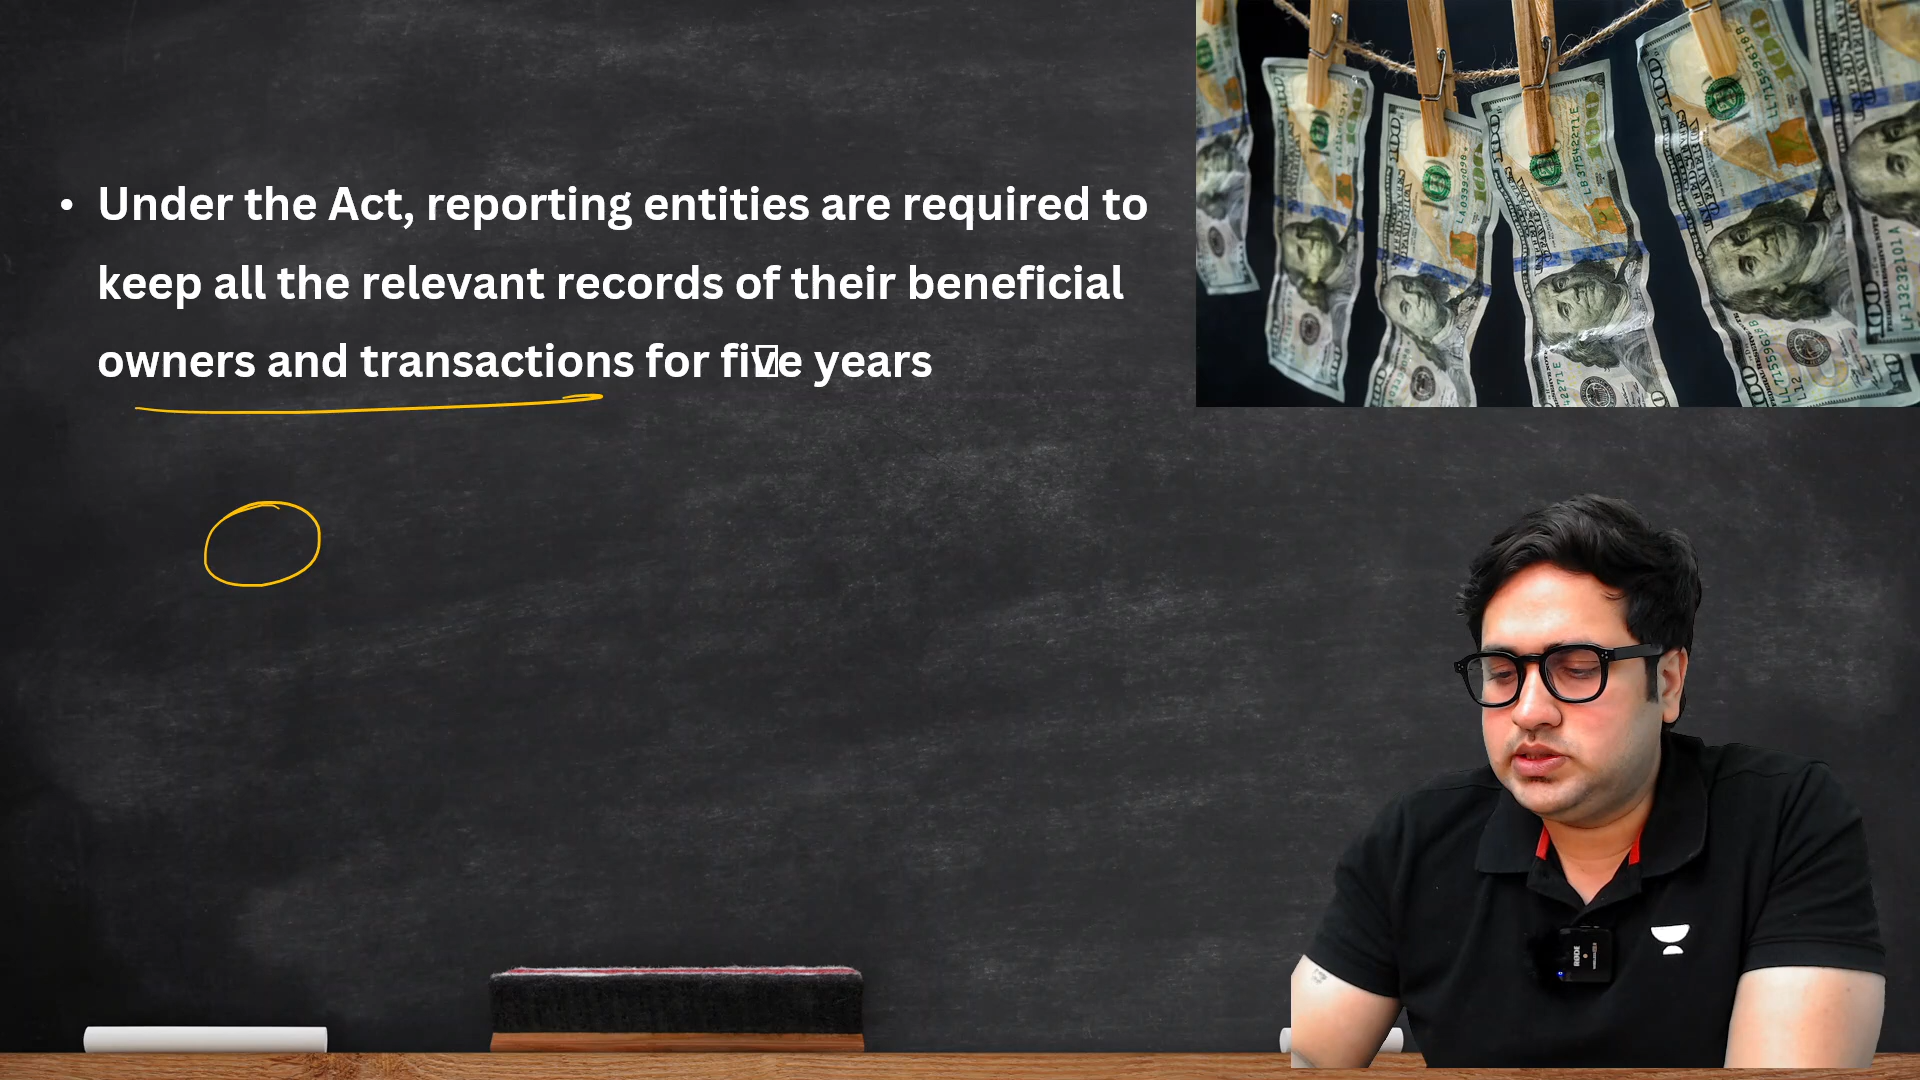 • Under the Act, reporting entities are required to
keep all the relevant records of their beneficial
owners and transactions for five years
RØDE